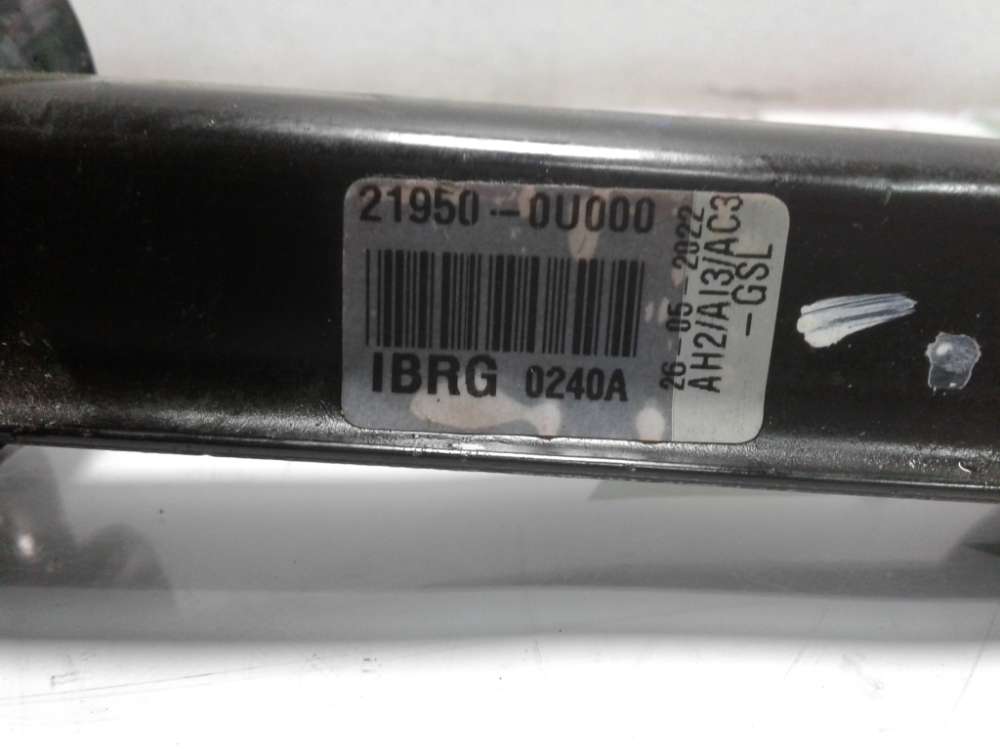 21950-0U000
IBRG 0240A
26-05-2022
AH2/AI3/AC3
-GSL